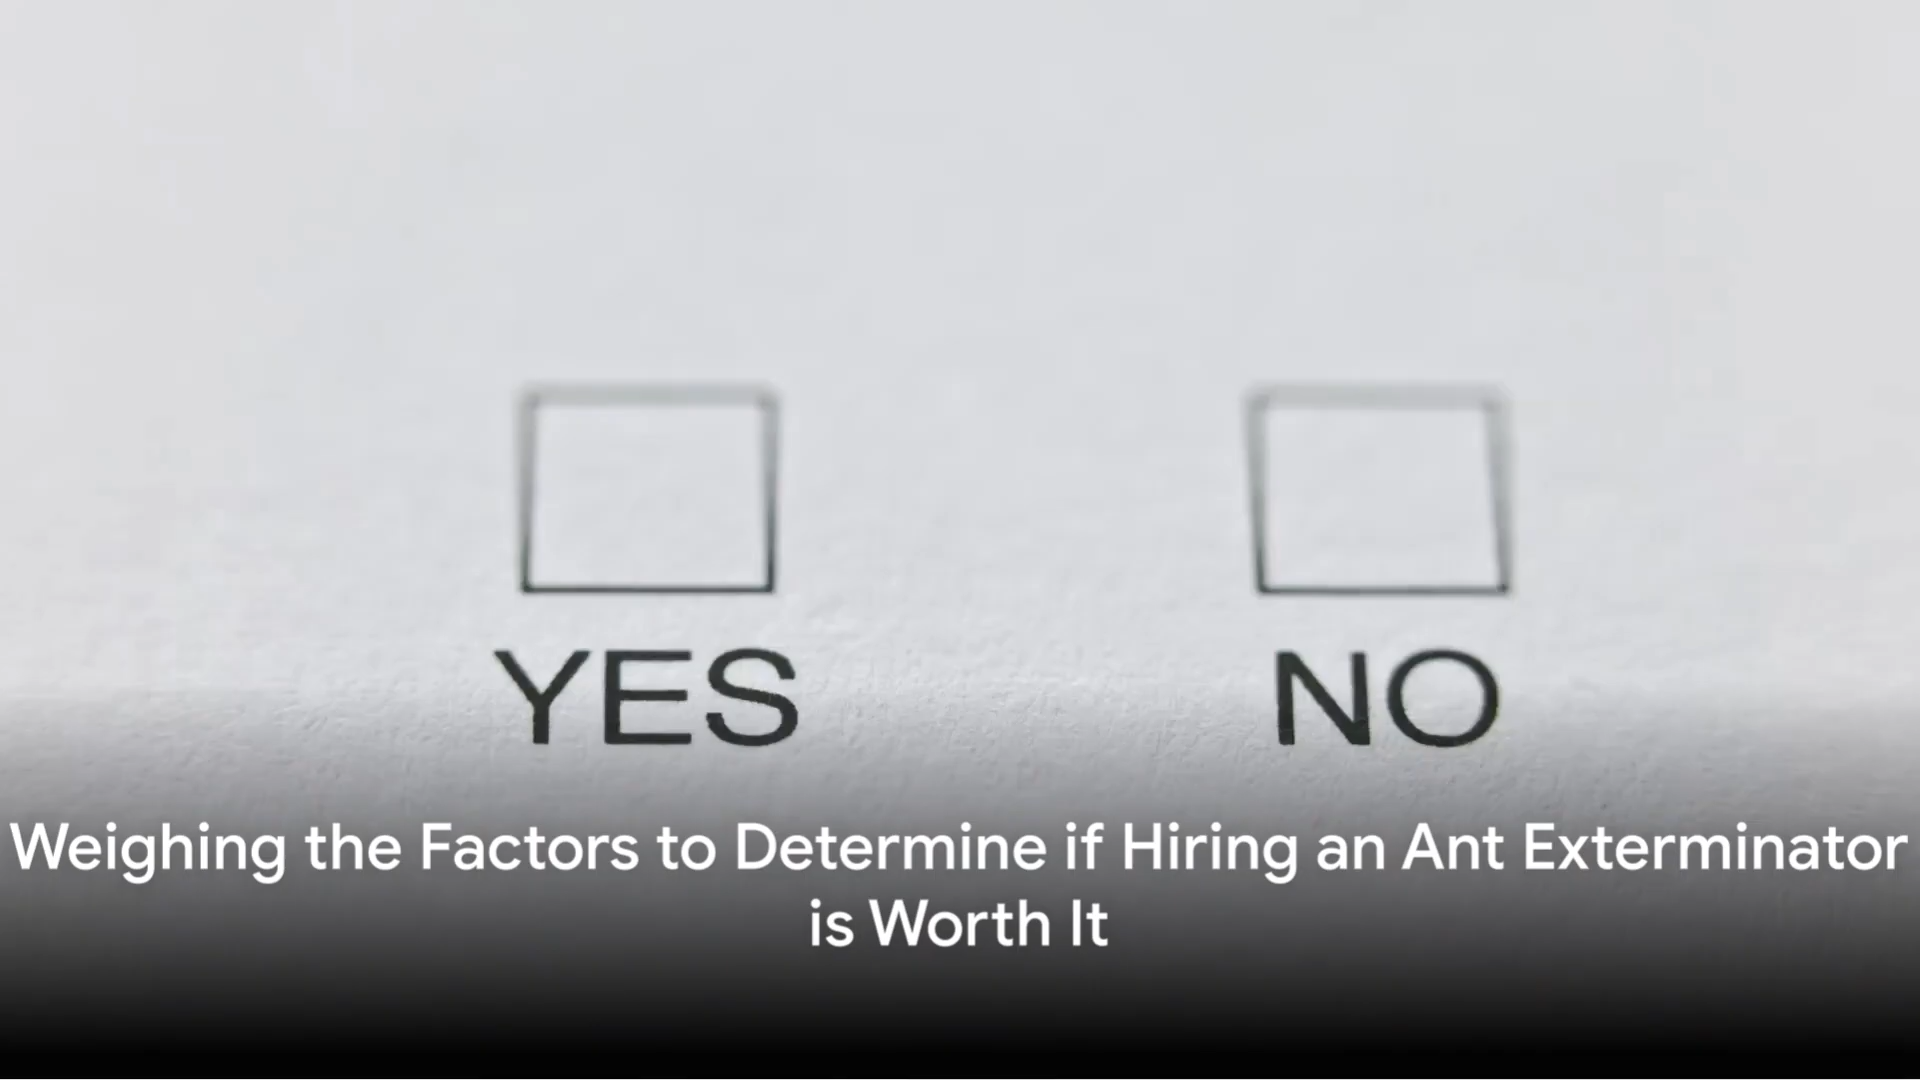 YES NO
Weighing the Factors to Determine if Hiring an Ant Exterminator
is Worth It